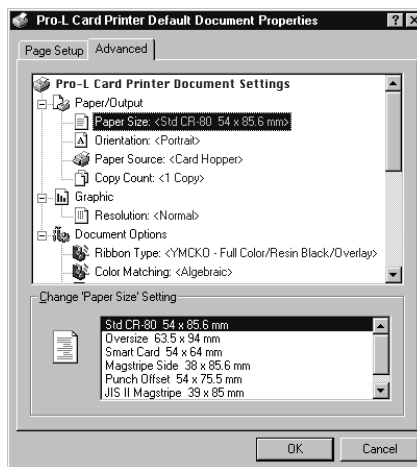 Pro-L Card Printer Default Document Properties
Page Setup
Advanced
Pro-L Card Printer Document Settings
Paper/Output
Paper Size: <Std CR-80 54 x 85.6 mm>
Orientation: <Portrait>
Paper Source: <Card Hopper>
Copy Count: <1 Copy>
Graphic
Resolution: <Normal>
Document Options
Ribbon Type: <YMCKO - Full Color/Resin Black/Overlay>
Color Matching: <Algebraic>
Change 'Paper Size' Setting
Std CR-80 54 x 85.6 mm
Oversize 63.5 x 94 mm
Smart Card 54 x 64 mm
Magstripe Side 38 x 85.6 mm
Punch Offset 54 x 75.5 mm
JIS II Magstripe 39 x 85 mm
OK
Cancel